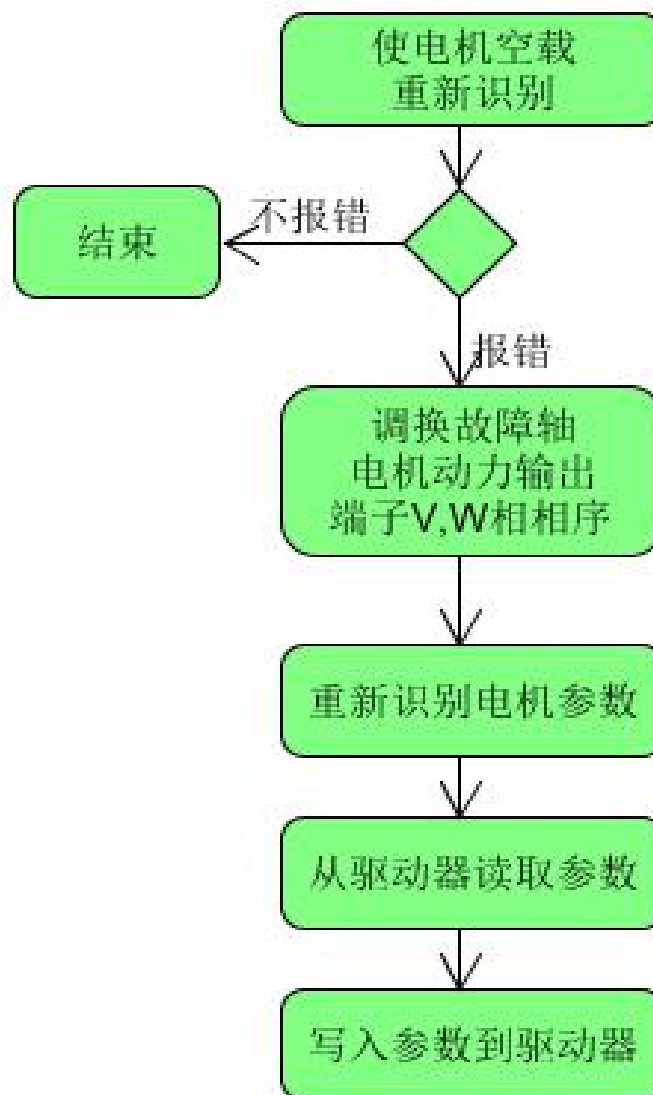 使电机空载
重新识别
不报错
结束
报错
调换故障轴
电机动力输出
端子V,W相相序
重新识别电机参数
从驱动器读取参数
写入参数到驱动器